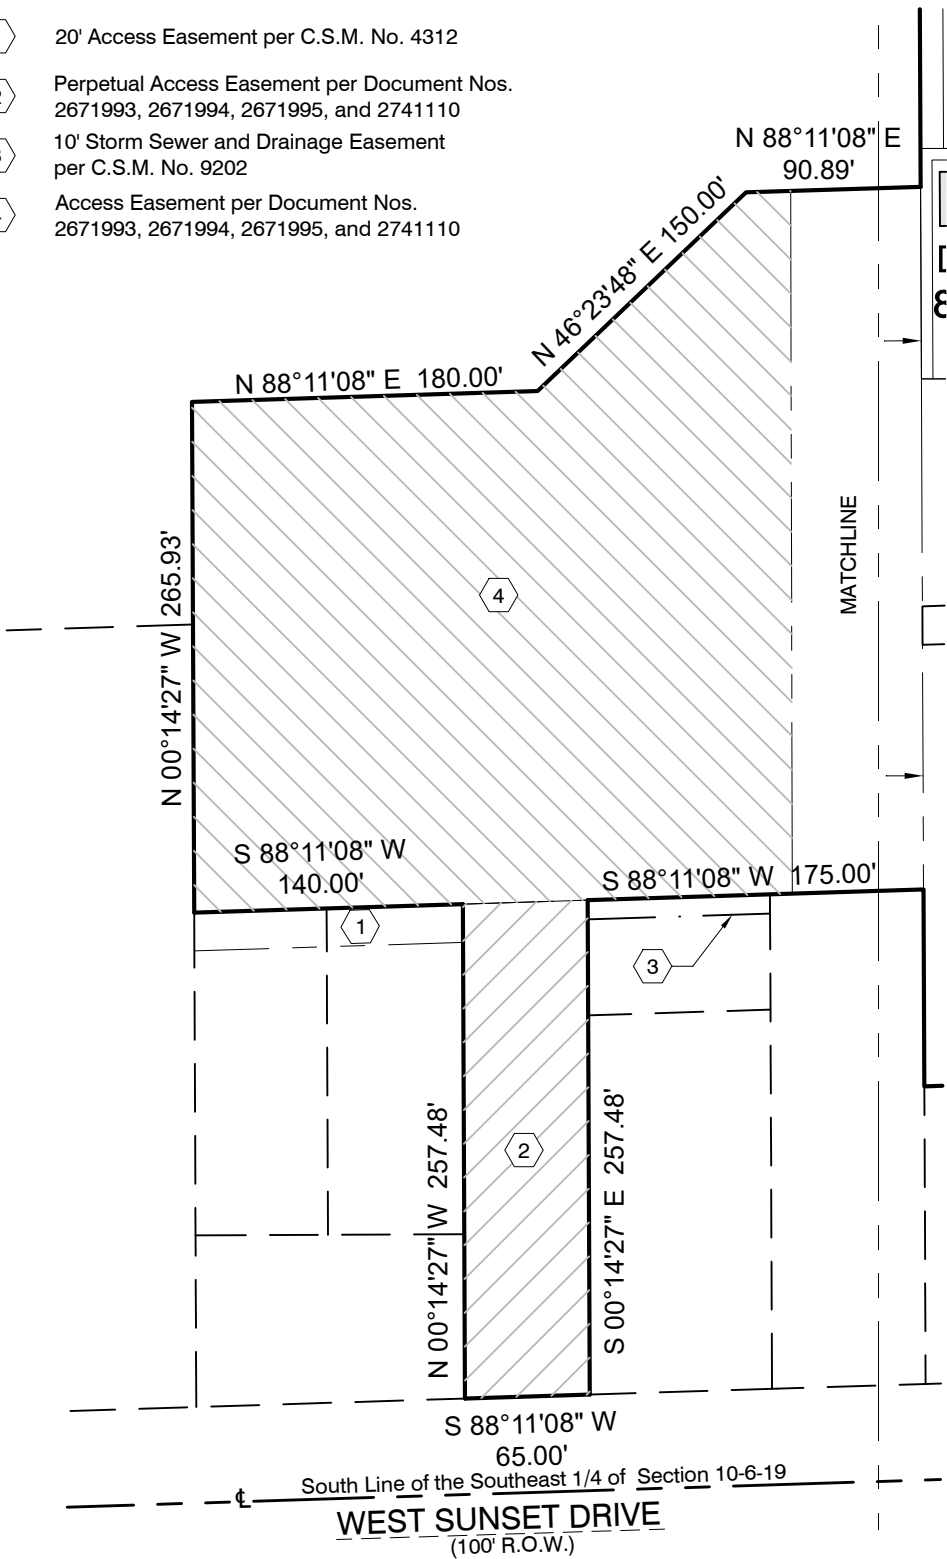 20' Access Easement per C.S.M. No. 4312
Perpetual Access Easement per Document Nos.
2671993, 2671994, 2671995, and 2741110
10' Storm Sewer and Drainage Easement
per C.S.M. No. 9202
Access Easement per Document Nos.
2671993, 2671994, 2671995, and 2741110
N 88°11'08" E
90.89'
N 46°23'48" E 150.00'
N 88°11'08" E 180.00'
MATCHLINE
N 00°14'27" W 265.93'
4
S 88°11'08" W
140.00'
S 88°11'08" W 175.00'
1
3
N 00°14'27" W 257.48'
2
S 00°14'27" E 257.48'
S 88°11'08" W
65.00'
South Line of the Southeast 1/4 of Section 10-6-19
℄
WEST SUNSET DRIVE
(100' R.O.W.)